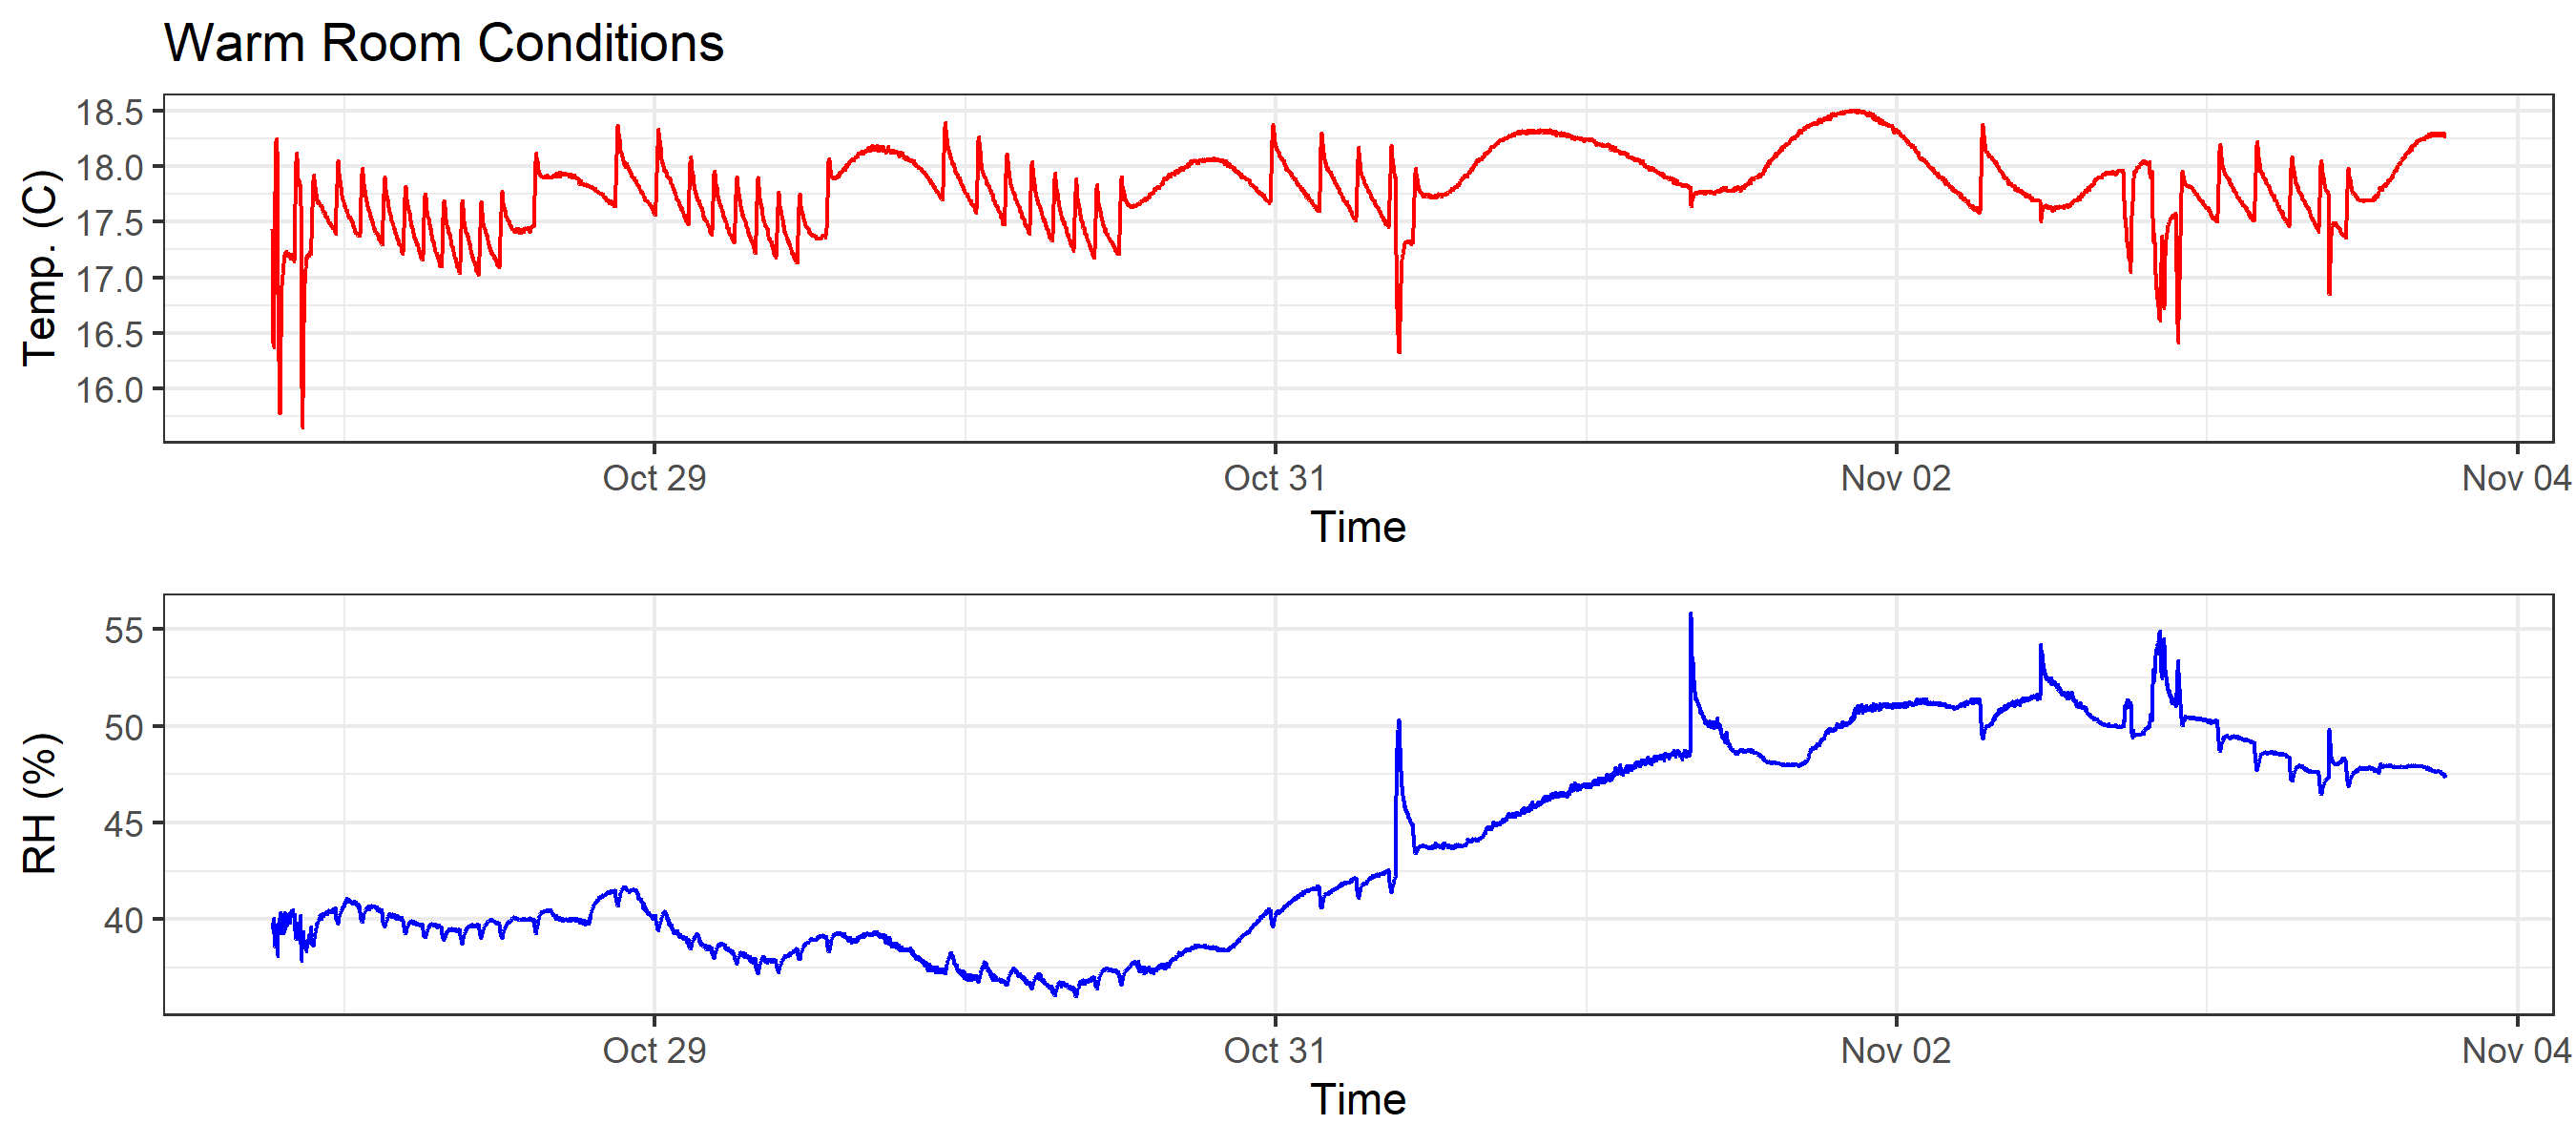 Warm Room Conditions
Temp. (C)
18.5
18.0
17.5
17.0
16.5
16.0
Oct 29 Oct 31 Nov 02 Nov 04
Time
RH (%)
55
50
45
40
Oct 29 Oct 31 Nov 02 Nov 04
Time